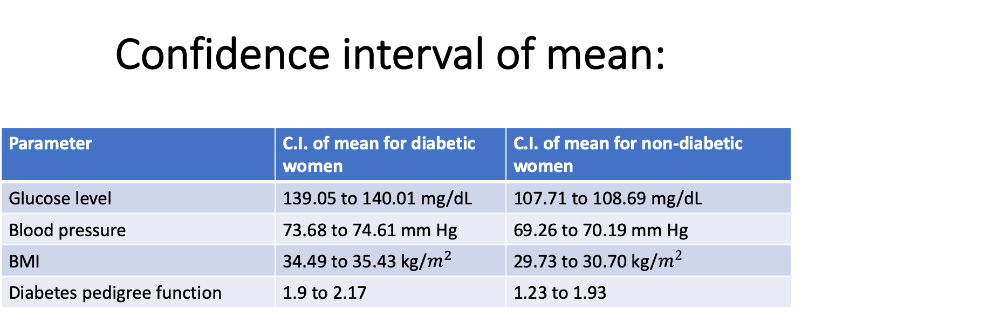 Confidence interval of mean:
Parameter
C.I. of mean for diabetic
women
C.I. of mean for non-diabetic
women
Glucose level
139.05 to 140.01 mg/dL
107.71 to 108.69 mg/dL
Blood pressure
73.68 to 74.61 mm Hg
69.26 to 70.19 mm Hg
BMI
34.49 to 35.43 kg/m²
29.73 to 30.70 kg/m²
Diabetes pedigree function
1.9 to 2.17
1.23 to 1.93